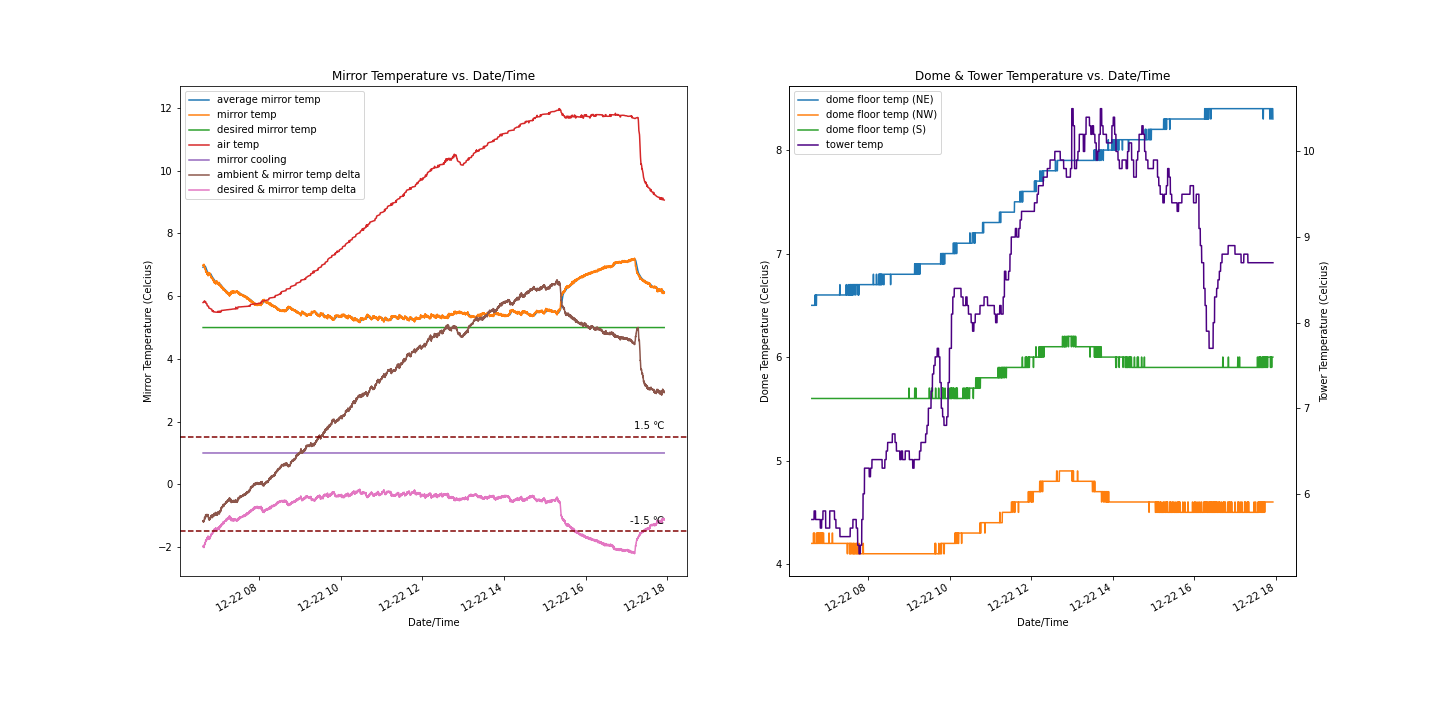 Mirror Temperature vs. Date/Time
average mirror temp
mirror temp
desired mirror temp
air temp
mirror cooling
ambient & mirror temp delta
desired & mirror temp delta
12
10
8
6
4
2
0
−2
Mirror Temperature (Celcius)
1.5 °C
-1.5 °C
12-22 08
12-22 10
12-22 12
12-22 14
12-22 16
12-22 18
Date/Time
Dome & Tower Temperature vs. Date/Time
dome floor temp (NE)
dome floor temp (NW)
dome floor temp (S)
tower temp
8
7
6
5
4
Dome Temperature (Celcius)
10
9
8
7
6
Tower Temperature (Celcius)
12-22 08
12-22 10
12-22 12
12-22 14
12-22 16
12-22 18
Date/Time